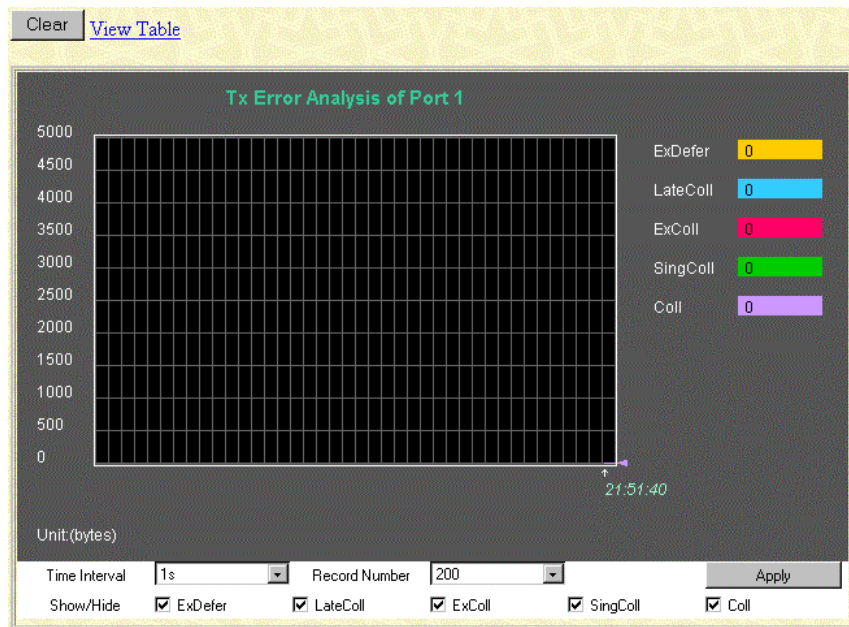 Clear View Table
Tx Error Analysis of Port 1
5000
4500
4000
3500
3000
2500
2000
1500
1000
500
0
ExDefer 0
LateColl 0
ExColl 0
SingColl 0
Coll 0
21:51:40
Unit:(bytes)
Time Interval 1s Record Number 200 Apply
Show/Hide ExDefer LateColl ExColl SingColl Coll